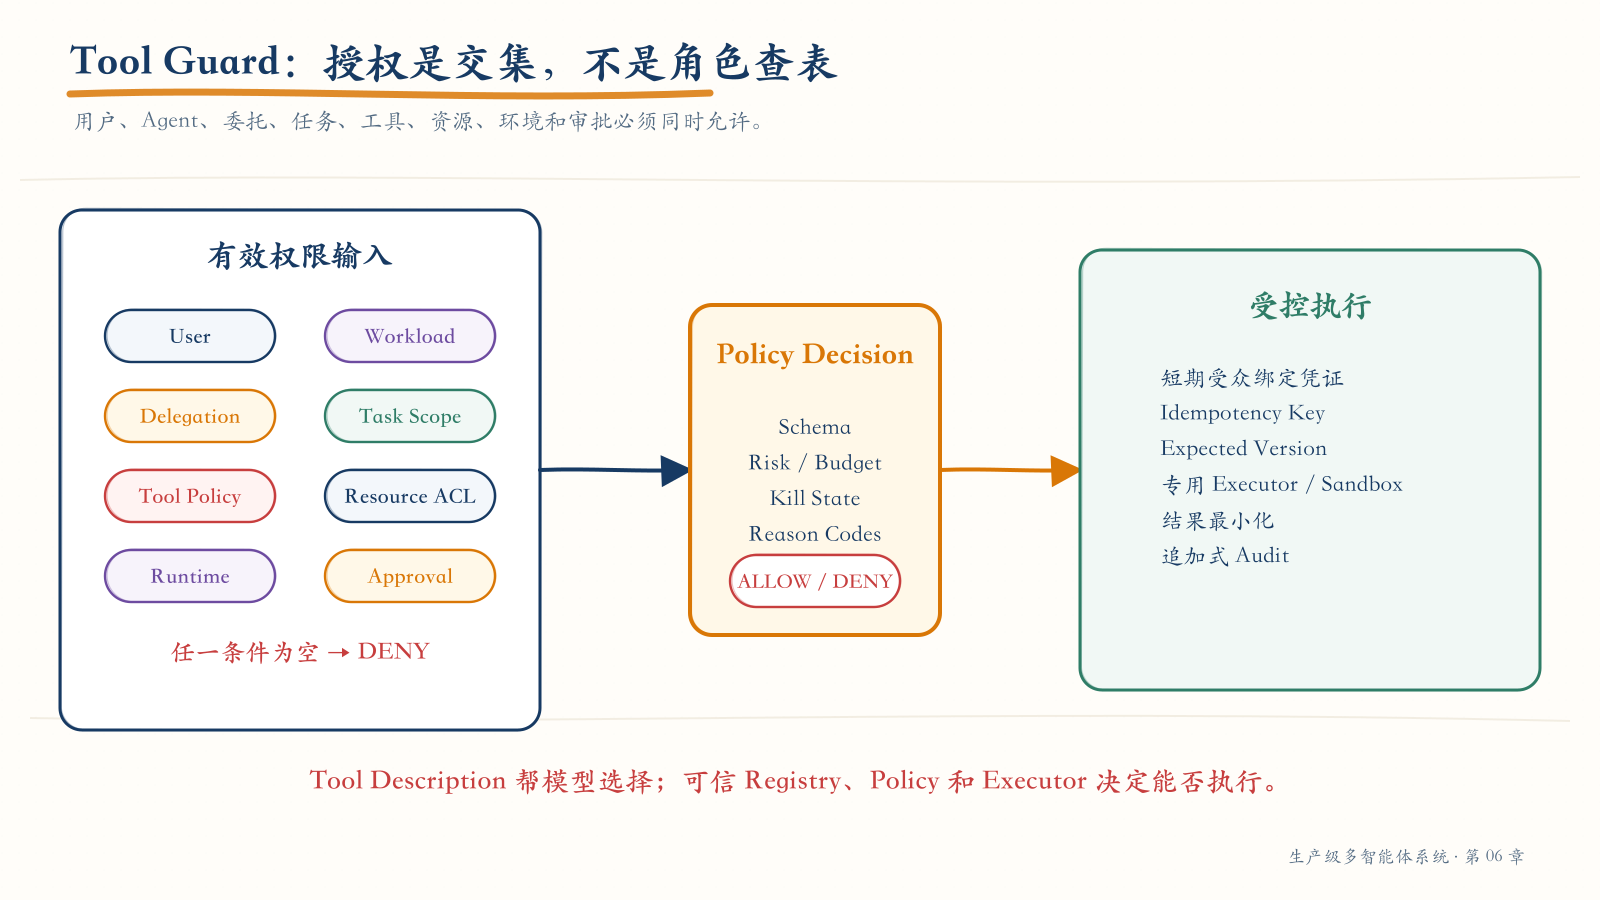 Tool Guard：授权是交集，不是角色查表
用户、Agent、委托、任务、工具、资源、环境和审批必须同时允许。
有效权限输入
User
Workload
Delegation
Task Scope
Tool Policy
Resource ACL
Runtime
Approval
任一条件为空 → DENY
Policy Decision
Schema
Risk / Budget
Kill State
Reason Codes
ALLOW / DENY
受控执行
短期受众绑定凭证
Idempotency Key
Expected Version
专用 Executor / Sandbox
结果最小化
追加式 Audit
Tool Description 帮模型选择；可信 Registry、Policy 和 Executor 决定能否执行。
生产级多智能体系统 · 第 06 章